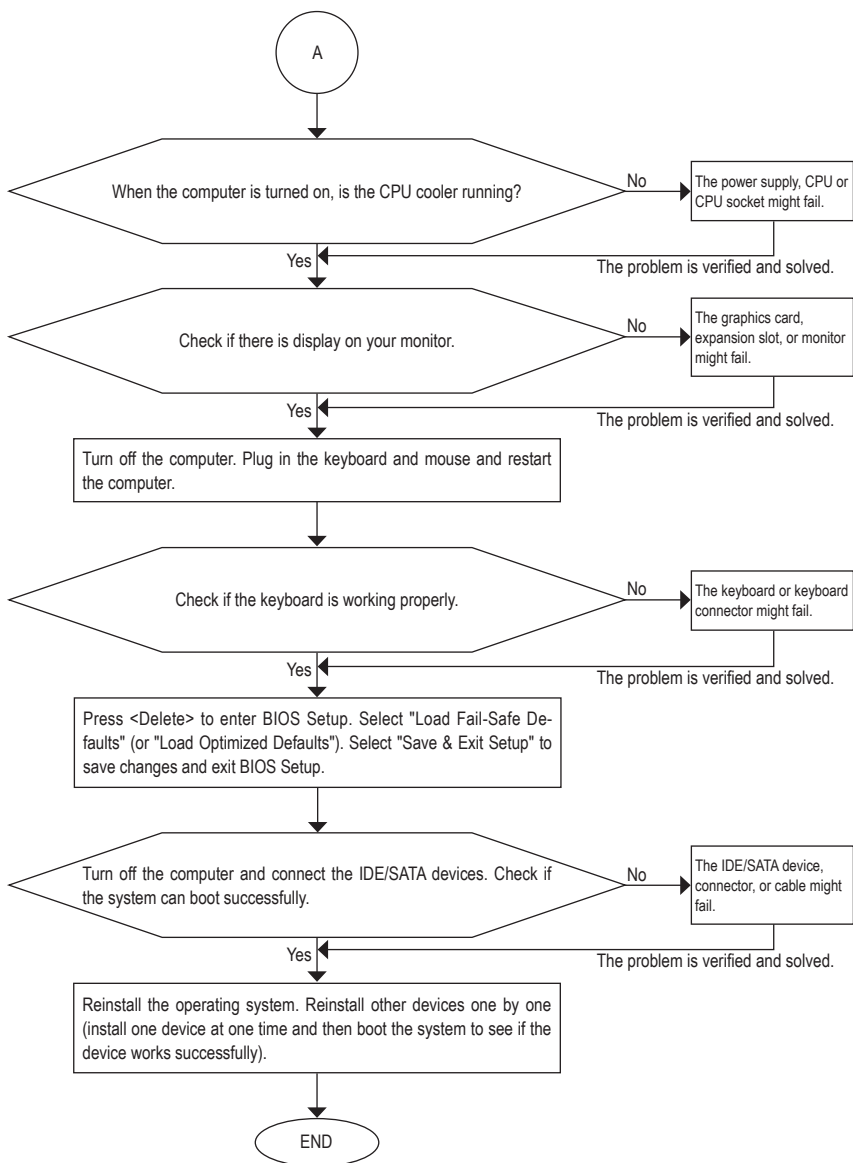 A
When the computer is turned on, is the CPU cooler running?
No
The power supply, CPU or
CPU socket might fail.
Yes
The problem is verified and solved.
Check if there is display on your monitor.
No
The graphics card,
expansion slot, or monitor
might fail.
Yes
The problem is verified and solved.
Turn off the computer. Plug in the keyboard and mouse and restart
the computer.
Check if the keyboard is working properly.
No
The keyboard or keyboard
connector might fail.
Yes
The problem is verified and solved.
Press <Delete> to enter BIOS Setup. Select "Load Fail-Safe De-
faults" (or "Load Optimized Defaults"). Select "Save & Exit Setup" to
save changes and exit BIOS Setup.
Turn off the computer and connect the IDE/SATA devices. Check if
the system can boot successfully.
No
The IDE/SATA device,
connector, or cable might
fail.
Yes
The problem is verified and solved.
Reinstall the operating system. Reinstall other devices one by one
(install one device at one time and then boot the system to see if the
device works successfully).
END